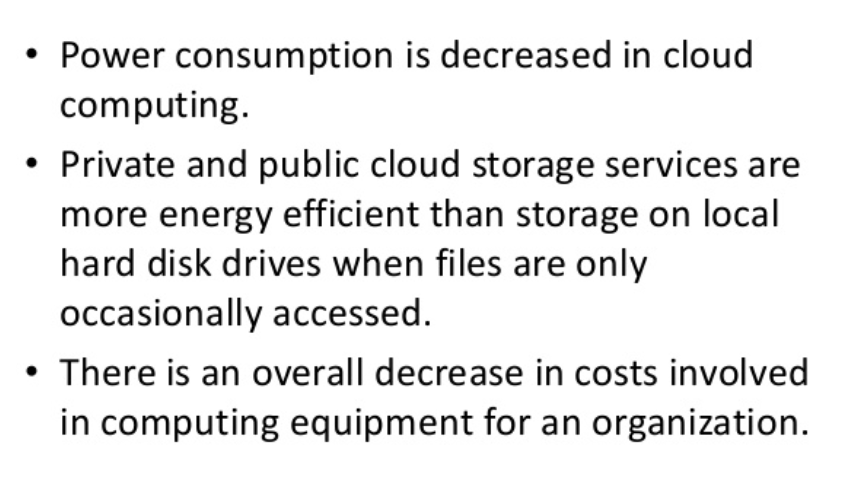 • Power consumption is decreased in cloud
computing.
• Private and public cloud storage services are
more energy efficient than storage on local
hard disk drives when files are only
occasionally accessed.
• There is an overall decrease in costs involved
in computing equipment for an organization.